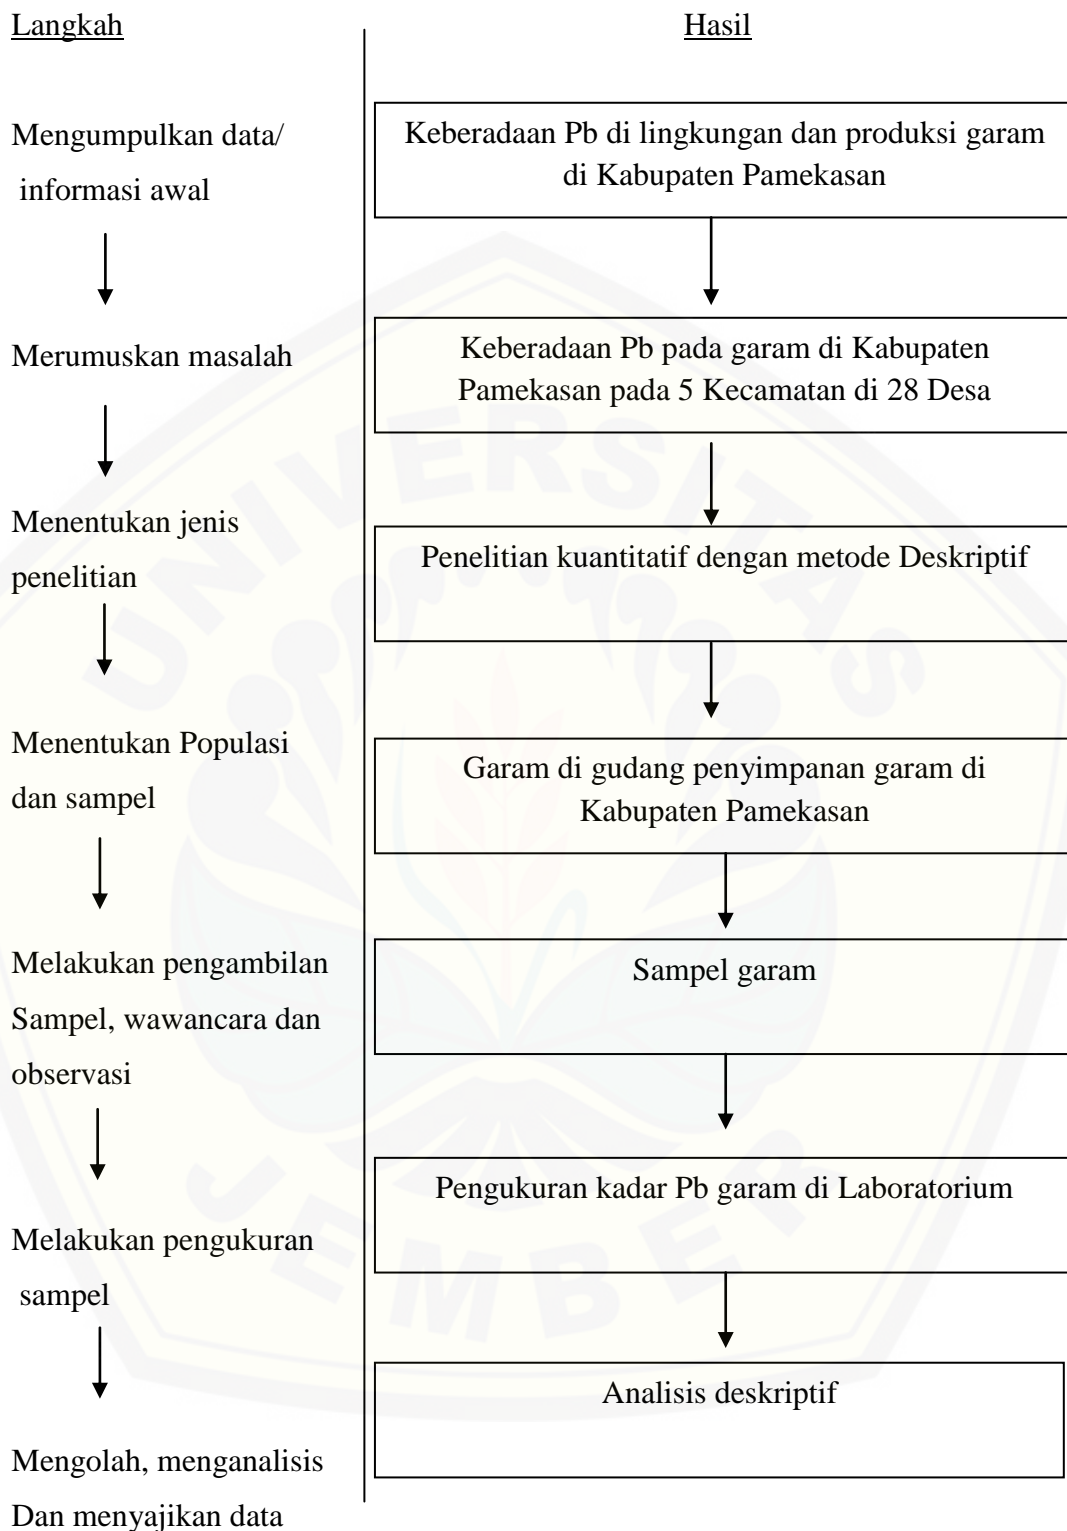 Langkah
Hasil
Mengumpulkan data/
informasi awal
Keberadaan Pb di lingkungan dan produksi garam
di Kabupaten Pamekasan
Merumuskan masalah
Keberadaan Pb pada garam di Kabupaten
Pamekasan pada 5 Kecamatan di 28 Desa
Menentukan jenis
penelitian
Penelitian kuantitatif dengan metode Deskriptif
Menentukan Populasi
dan sampel
Garam di gudang penyimpanan garam di
Kabupaten Pamekasan
Melakukan pengambilan
Sampel, wawancara dan
observasi
Sampel garam
Melakukan pengukuran
sampel
Pengukuran kadar Pb garam di Laboratorium
Mengolah, menganalisis
Dan menyajikan data
Analisis deskriptif
UNIVERSITAS
JEMBER